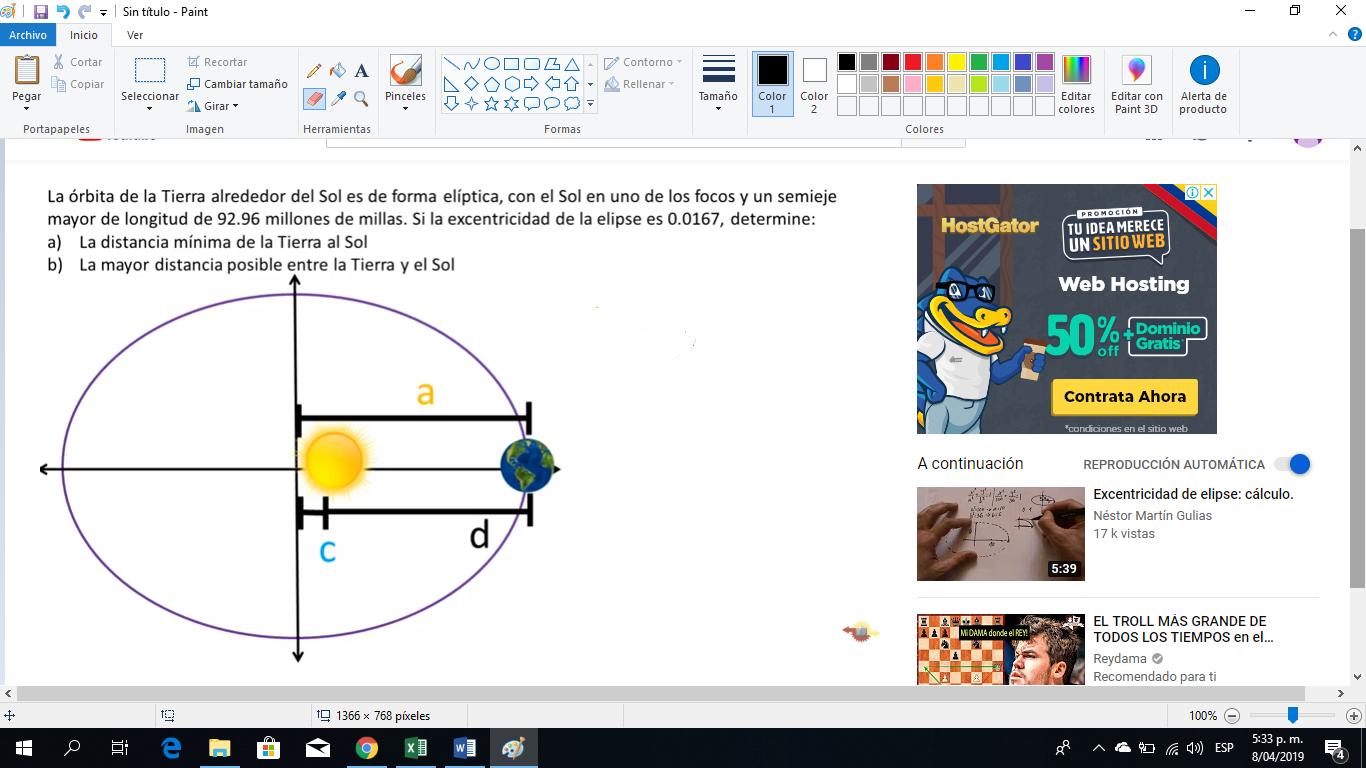 Sin título - Paint
Archivo Inicio Ver
Pegar
Cortar
Copiar
Portapapeles
Seleccionar
Recortar
Cambiar tamaño
Girar
Imagen
A
Herramientas
Pinceles
Contorno
Rellenar
Formas
Tamaño
Color 1
Color 2
Editar colores
Colores
Editar con Paint 3D
Alerta de producto
La órbita de la Tierra alrededor del Sol es de forma elíptica, con el Sol en uno de los focos y un semieje
mayor de longitud de 92.96 millones de millas. Si la excentricidad de la elipse es 0.0167, determine:
a) La distancia mínima de la Tierra al Sol
b) La mayor distancia posible entre la Tierra y el Sol
a
c
d
HostGator
PROMOCIÓN
TU IDEA MERECE
UN SITIO WEB
Web Hosting
50% off + Dominio Gratis*
Contrata Ahora
*condiciones en el sitio web
A continuación REPRODUCCIÓN AUTOMÁTICA
5:39
Excentricidad de elipse: cálculo.
Néstor Martín Gulias
17 k vistas
Mi DAMA donde el REY!
EL TROLL MÁS GRANDE DE
TODOS LOS TIEMPOS en el...
Reydama
Recomendado para ti
1366 × 768 píxeles
100%
ESP
5:33 p. m.
8/04/2019
4